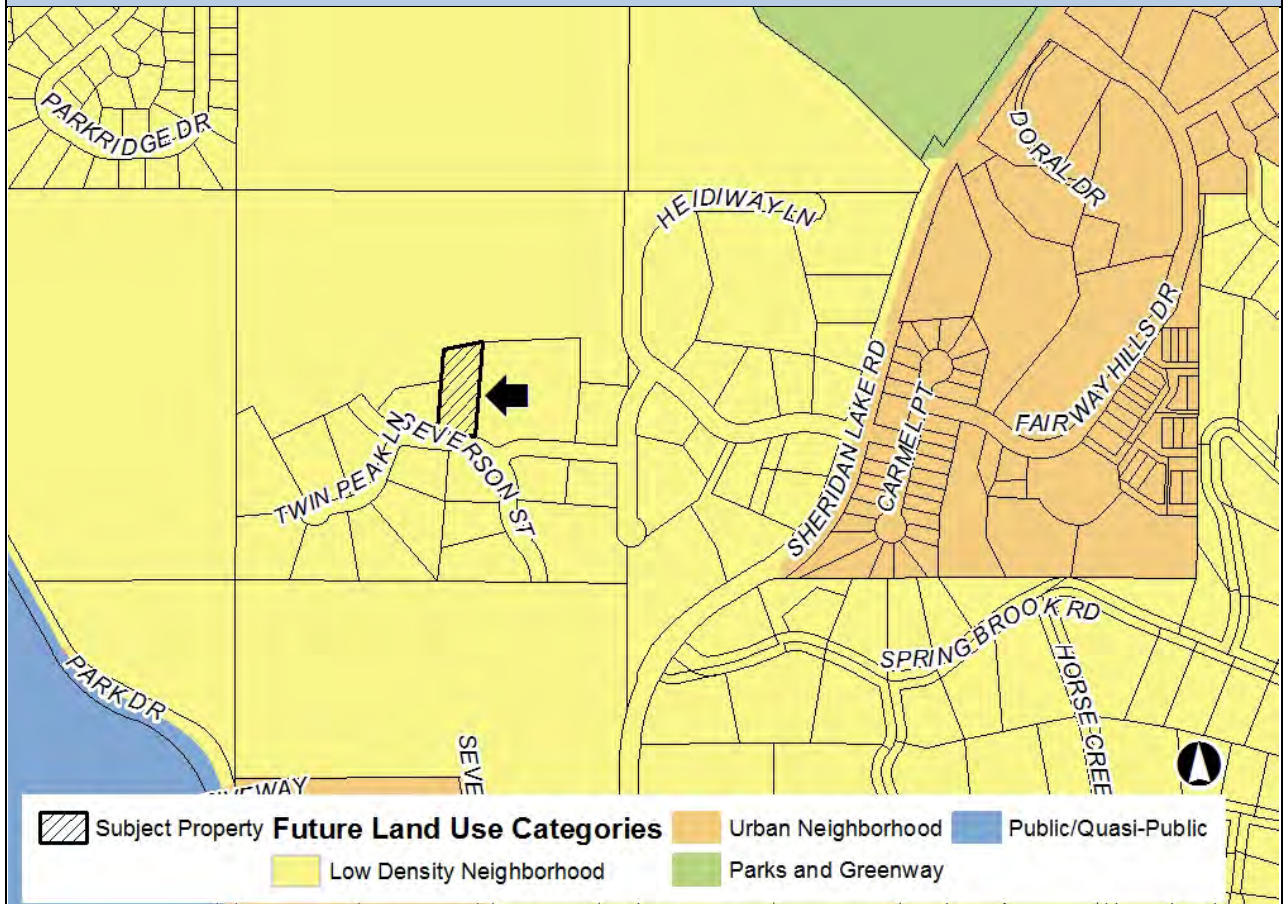 PARKRIDGE DR
DORAL DR
HEIDIWAY LN
SHERIDAN LAKE RD
CARMEL PT
FAIRWAY HILLS DR
TWIN PEAK LN
SEVERSON ST
SPRING BROOK RD
HORSE CREE
PARK DR
SEVE
Subject Property Future Land Use Categories Urban Neighborhood Public/Quasi-Public
Low Density Neighborhood Parks and Greenway